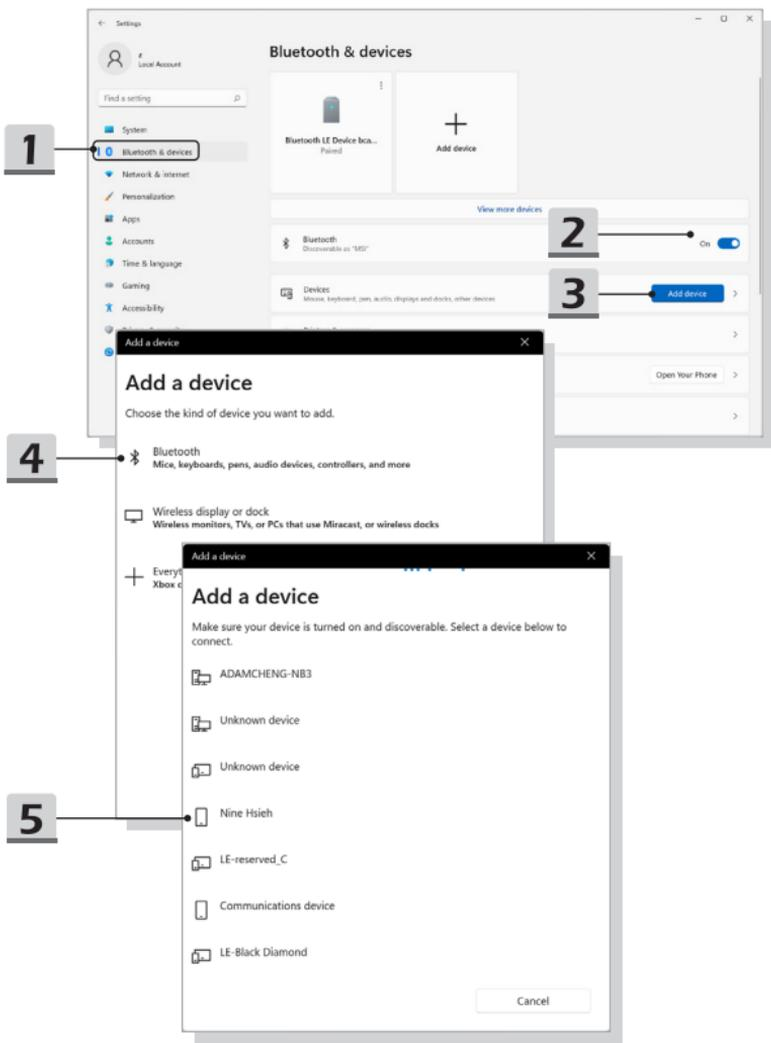 Settings
Local Account
Find a setting
System
Bluetooth & devices
Network & internet
Personalization
Apps
Accounts
Time & language
Gaming
Accessibility
Bluetooth & devices
Bluetooth LE Device bca...
Paired
Add device
View more devices
Bluetooth
Discoverable as "MSI"
On
Devices
Mouse, keyboard, pen, audio, displays and docks, other devices
Add device
Open Your Phone
1
2
3
Add a device
Add a device
Choose the kind of device you want to add.
4
Bluetooth
Mice, keyboards, pens, audio devices, controllers, and more
Wireless display or dock
Wireless monitors, TVs, or PCs that use Miracast, or wireless docks
Everyt
Xbox c
Add a device
Add a device
Make sure your device is turned on and discoverable. Select a device below to
connect.
ADAMCHENG-NB3
Unknown device
Unknown device
5
Nine Hsieh
LE-reserved_C
Communications device
LE-Black Diamond
Cancel